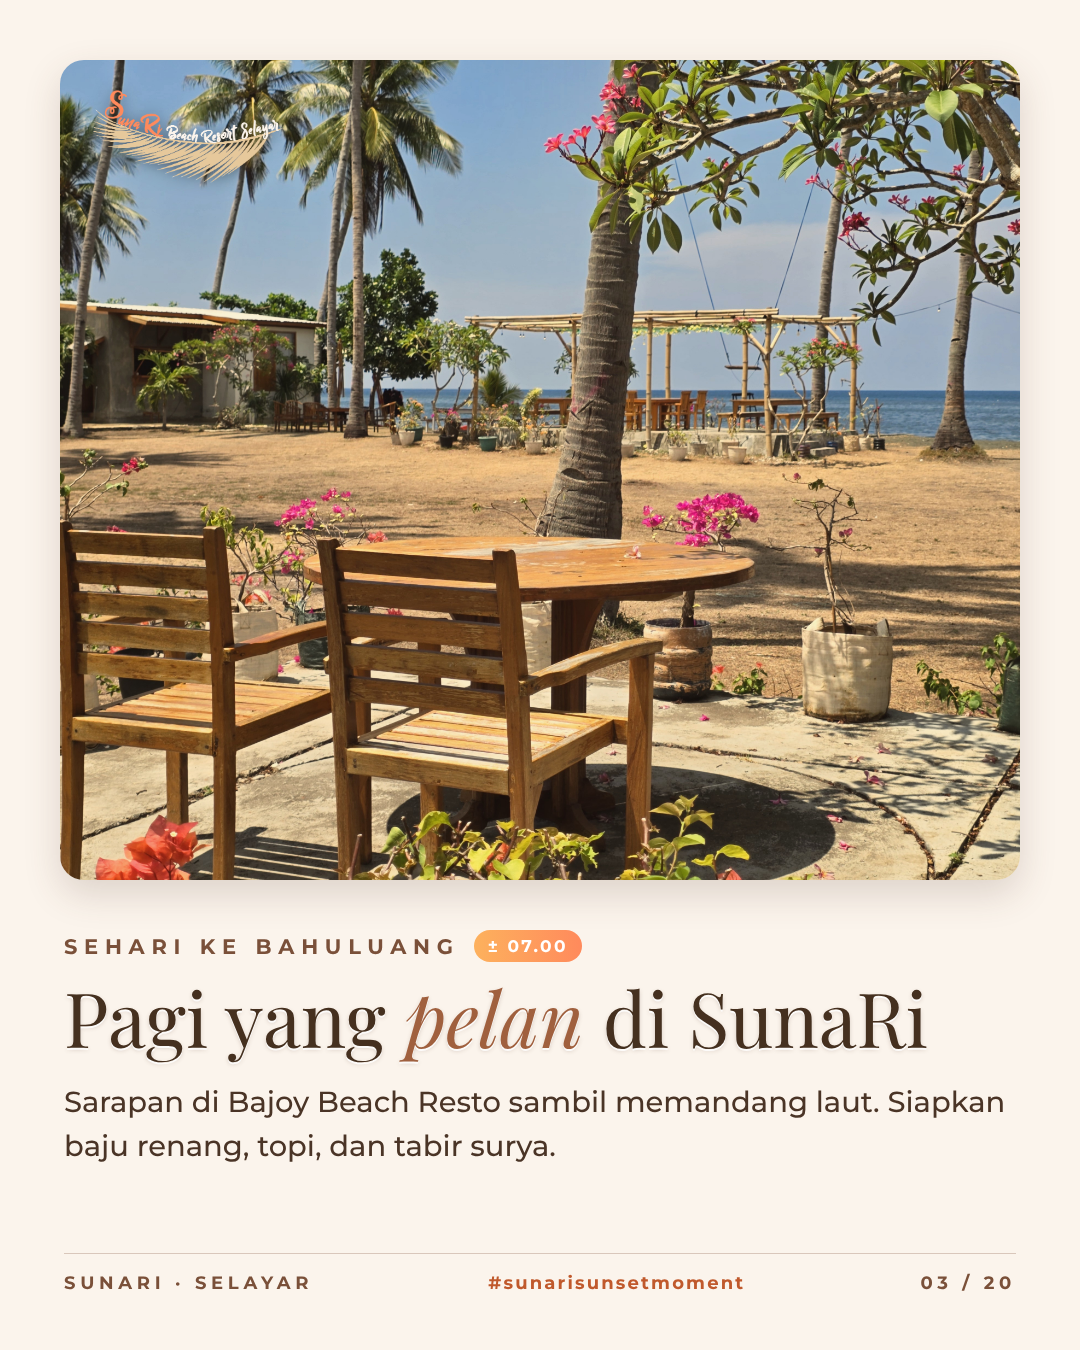 SunaRi Beach Resort Selayar
SEHARI KE BAHULUANG ± 07.00
Pagi yang pelan di SunaRi
Sarapan di Bajoy Beach Resto sambil memandang laut. Siapkan
baju renang, topi, dan tabir surya.
SUNARI · SELAYAR #sunarisunsetmoment 03 / 20